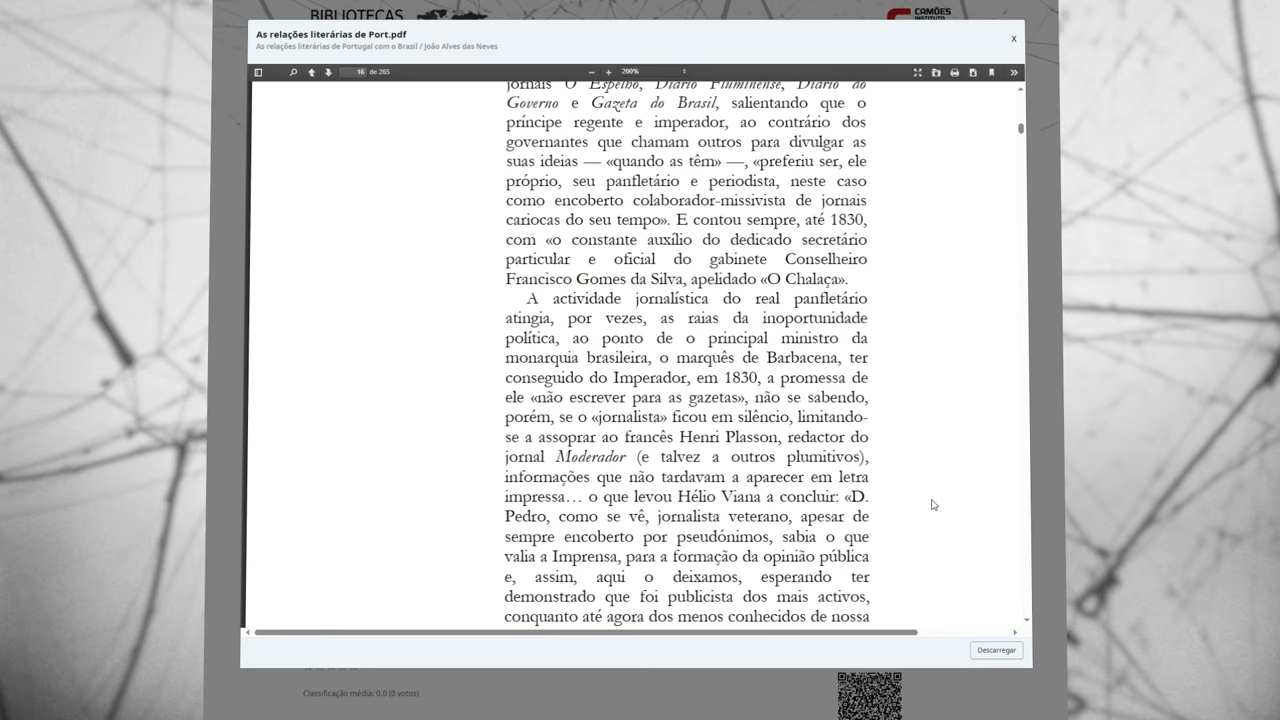 BIBLIOTECAS
CAMÕES
INSTITUTO
As relações literárias de Port.pdf
As relações literárias de Portugal com o Brasil / João Alves das Neves
X
16 de 265
200%
jornais O Espelho, Diário Fluminense, Diário do
Governo e Gazeta do Brasil, salientando que o
príncipe regente e imperador, ao contrário dos
governantes que chamam outros para divulgar as
suas ideias — «quando as têm» —, «preferiu ser, ele
próprio, seu panfletário e periodista, neste caso
como encoberto colaborador-missivista de jornais
cariocas do seu tempo». E contou sempre, até 1830,
com «o constante auxílio do dedicado secretário
particular e oficial do gabinete Conselheiro
Francisco Gomes da Silva, apelidado «O Chalaça».
A actividade jornalística do real panfletário
atingia, por vezes, as raias da inoportunidade
política, ao ponto de o principal ministro da
monarquia brasileira, o marquês de Barbacena, ter
conseguido do Imperador, em 1830, a promessa de
ele «não escrever para as gazetas», não se sabendo,
porém, se o «jornalista» ficou em silêncio, limitando-
se a assoprar ao francês Henri Plasson, redactor do
jornal Moderador (e talvez a outros plumitivos),
informações que não tardavam a aparecer em letra
impressa… o que levou Hélio Viana a concluir: «D.
Pedro, como se vê, jornalista veterano, apesar de
sempre encoberto por pseudónimos, sabia o que
valia a Imprensa, para a formação da opinião pública
e, assim, aqui o deixamos, esperando ter
demonstrado que foi publicista dos mais activos,
conquanto até agora dos menos conhecidos de nossa
Descarregar
Classificação média: 0.0 (0 votos)